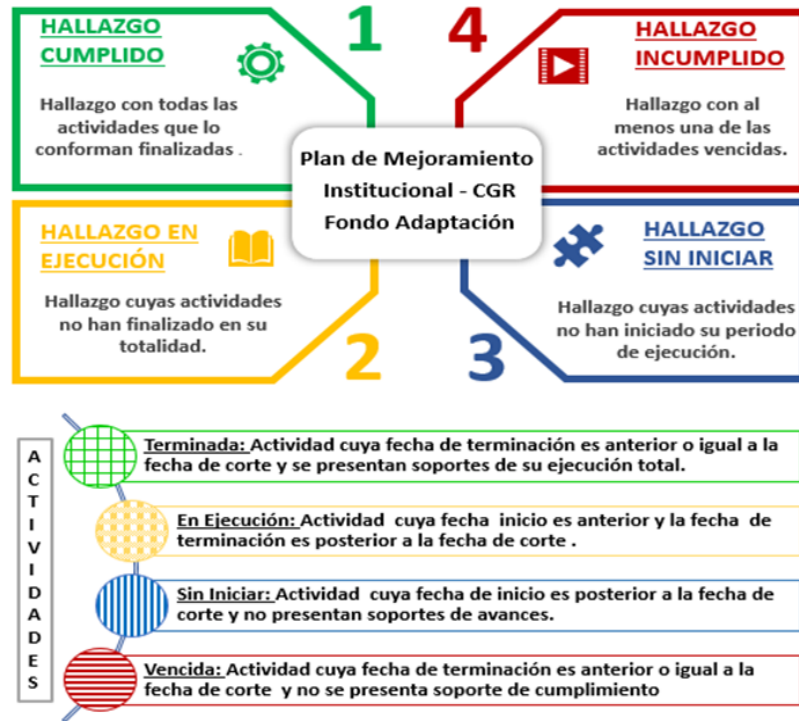 HALLAZGO
CUMPLIDO
1
Hallazgo con todas las
actividades que lo
conforman finalizadas .
4
HALLAZGO
INCUMPLIDO
Hallazgo con al
menos una de las
actividades vencidas.
Plan de Mejoramiento
Institucional - CGR
Fondo Adaptación
HALLAZGO EN
EJECUCIÓN
Hallazgo cuyas actividades
no han finalizado en su
totalidad.
2
HALLAZGO
SIN INICIAR
Hallazgo cuyas actividades
no han iniciado su periodo
de ejecución.
3
ACTIVIDADES
Terminada: Actividad cuya fecha de terminación es anterior o igual a la
fecha de corte y se presentan soportes de su ejecución total.
En Ejecución: Actividad cuya fecha inicio es anterior y la fecha de
terminación es posterior a la fecha de corte .
Sin Iniciar: Actividad cuya fecha de inicio es posterior a la fecha de
corte y no presentan soportes de avances.
Vencida: Actividad cuya fecha de terminación es anterior o igual a la
fecha de corte y no se presenta soporte de cumplimiento